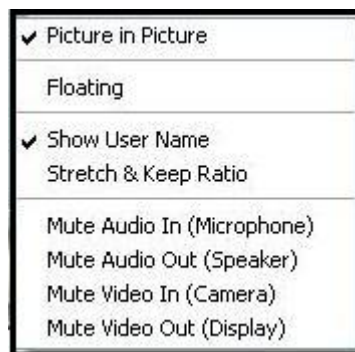 Picture in Picture
Floating
Show User Name
Stretch & Keep Ratio
Mute Audio In (Microphone)
Mute Audio Out (Speaker)
Mute Video In (Camera)
Mute Video Out (Display)